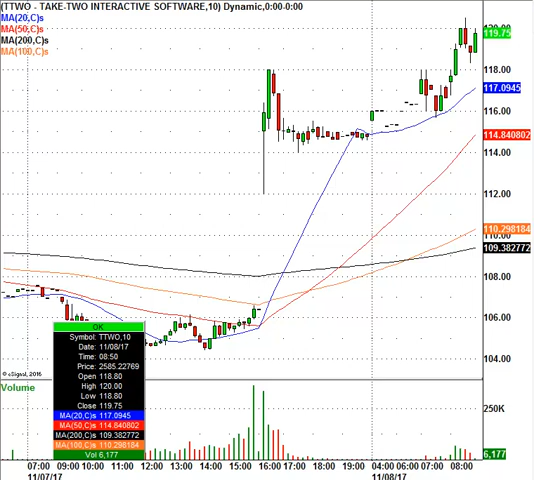 (TTWO - TAKE-TWO INTERACTIVE SOFTWARE,10) Dynamic,0:00-0:00
MA(20,C)s
MA(50,C)s
MA(200,C)s
MA(100,C)s
120.00
119.75
118.00
117.0945
116.00
114.840802
114.00
112.00
110.298184
110.00
109.382772
108.00
106.00
104.00
OK
Symbol: TTWO,10
Date: 11/08/17
Time: 08:50
Price: 2585.22769
Open 118.80
High 120.00
Low 118.80
Close 119.75
MA(20,C)s 117.0945
MA(50,C)s 114.840802
MA(200,C)s 109.382772
MA(100,C)s 110.298184
Vol 6,177
© eSignal, 2016
Volume
250K
6,177
07:00 09:00 10:00 11:00 12:00 13:00 14:00 15:00 16:00 17:00 18:00 19:00 04:00 06:00 07:00 08:00
11/07/17 11/08/17